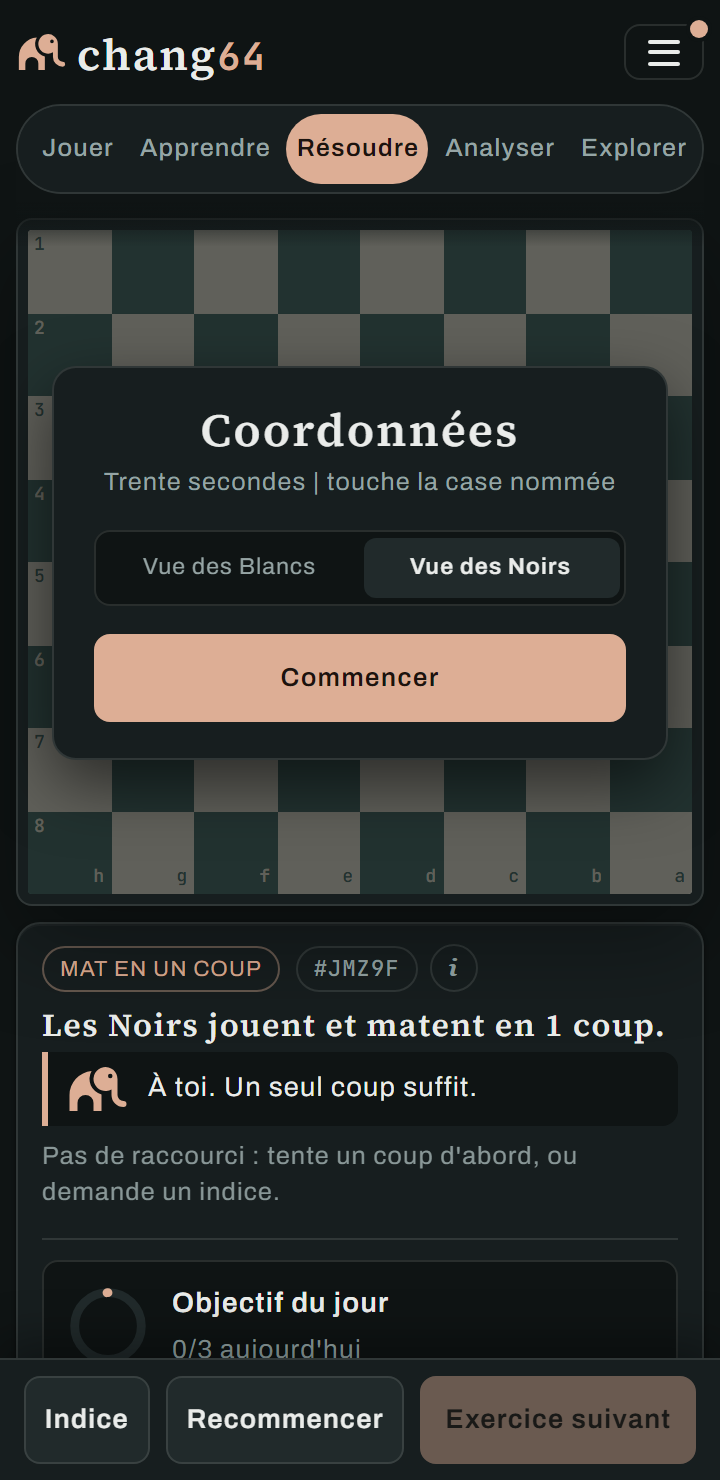 chang64
Jouer Apprendre Résoudre Analyser Explorer
1
2
Coordonnées
3
Trente secondes | touche la case nommée
4
Vue des Blancs Vue des Noirs
5
6
Commencer
7
8
h g f e d c b a
MAT EN UN COUP #JMZ9F i
Les Noirs jouent et matent en 1 coup.
À toi. Un seul coup suffit.
Pas de raccourci : tente un coup d'abord, ou
demande un indice.
Objectif du jour
0/3 aujourd'hui
Indice Recommencer Exercice suivant